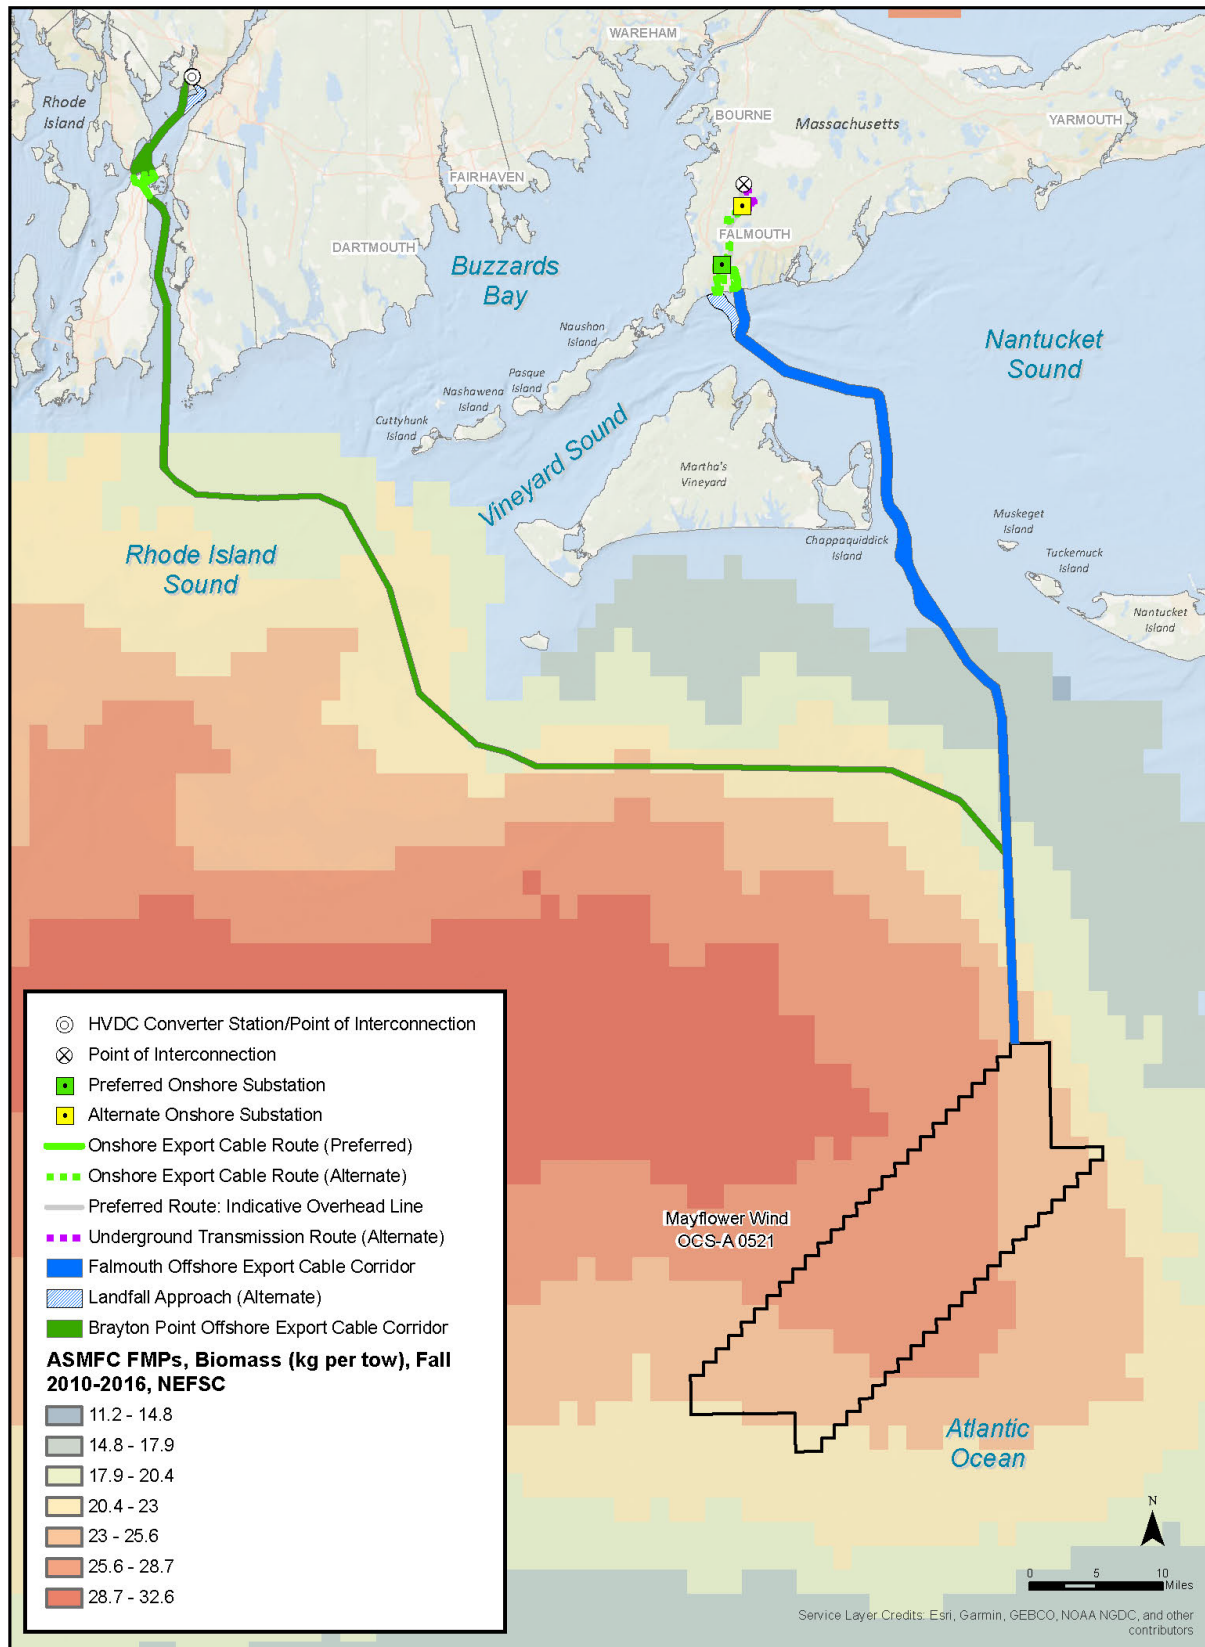 WAREHAM
Rhode
Island
BOURNE
Massachusetts
YARMOUTH
FAIRHAVEN
FALMOUTH
DARTMOUTH
Buzzards
Bay
Naushon
Island
Nantucket
Sound
Pasque
Island
Nashawena
Island
Cuttyhunk
Island
Vineyard Sound
Martha's
Vineyard
Muskeget
Island
Chappaquiddick
Island
Tuckernuck
Island
Rhode Island
Sound
Nantucket
Island
HVDC Converter Station/Point of Interconnection
Point of Interconnection
Preferred Onshore Substation
Alternate Onshore Substation
Onshore Export Cable Route (Preferred)
Onshore Export Cable Route (Alternate)
Preferred Route: Indicative Overhead Line
Underground Transmission Route (Alternate)
Falmouth Offshore Export Cable Corridor
Landfall Approach (Alternate)
Brayton Point Offshore Export Cable Corridor
ASMFC FMPs, Biomass (kg per tow), Fall
2010-2016, NEFSC
11.2 - 14.8
14.8 - 17.9
17.9 - 20.4
20.4 - 23
23 - 25.6
25.6 - 28.7
28.7 - 32.6
Mayflower Wind
OCS-A 0521
Atlantic
Ocean
N
0 5 10
Miles
Service Layer Credits: Esri, Garmin, GEBCO, NOAA NGDC, and other
contributors